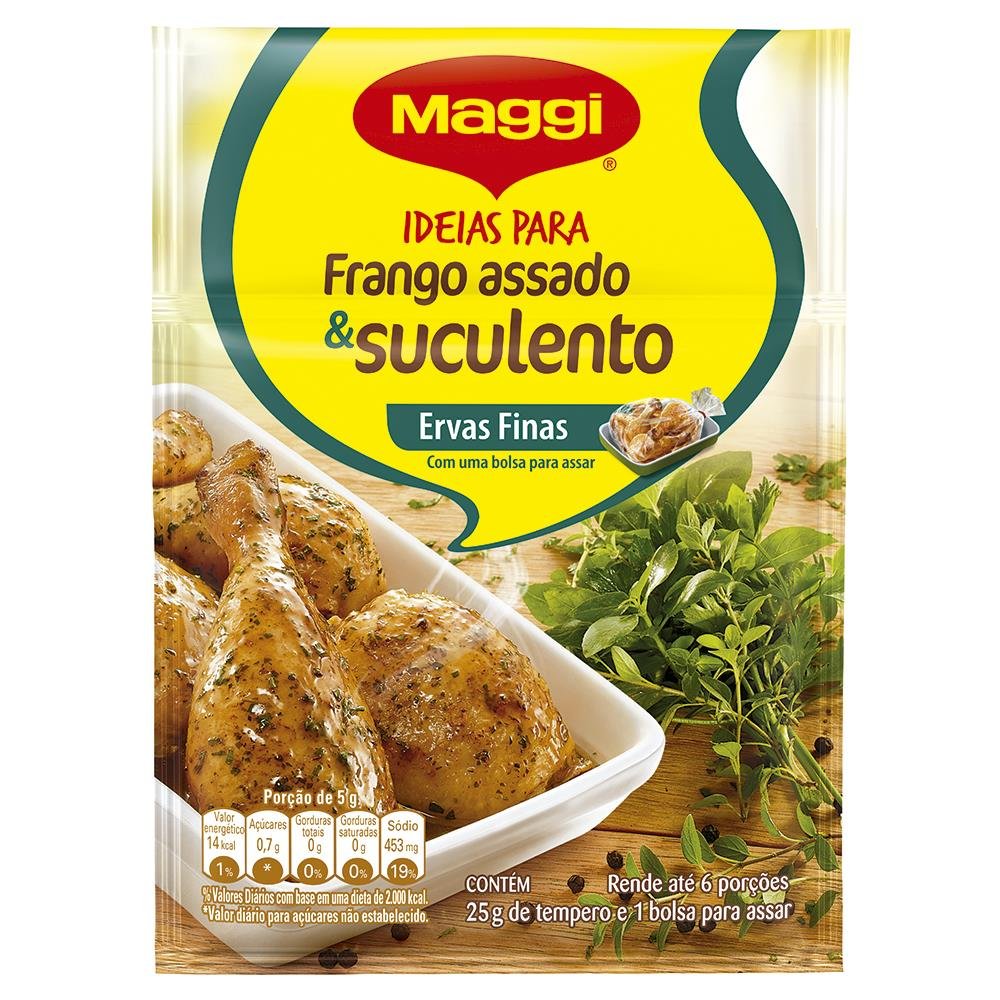 Maggi
®
IDEIAS PARA
Frango assado
& suculento
Ervas Finas
Com uma bolsa para assar
Porção de 5 g
Valor energético 14 kcal 1%
Açúcares 0,7 g *
Gorduras totais 0 g 0%
Gorduras saturadas 0 g 0%
Sódio 453 mg 19%
% Valores Diários com base em uma dieta de 2.000 kcal.
*Valor diário para açúcares não estabelecido.
CONTÉM Rende até 6 porções
25g de tempero e 1 bolsa para assar